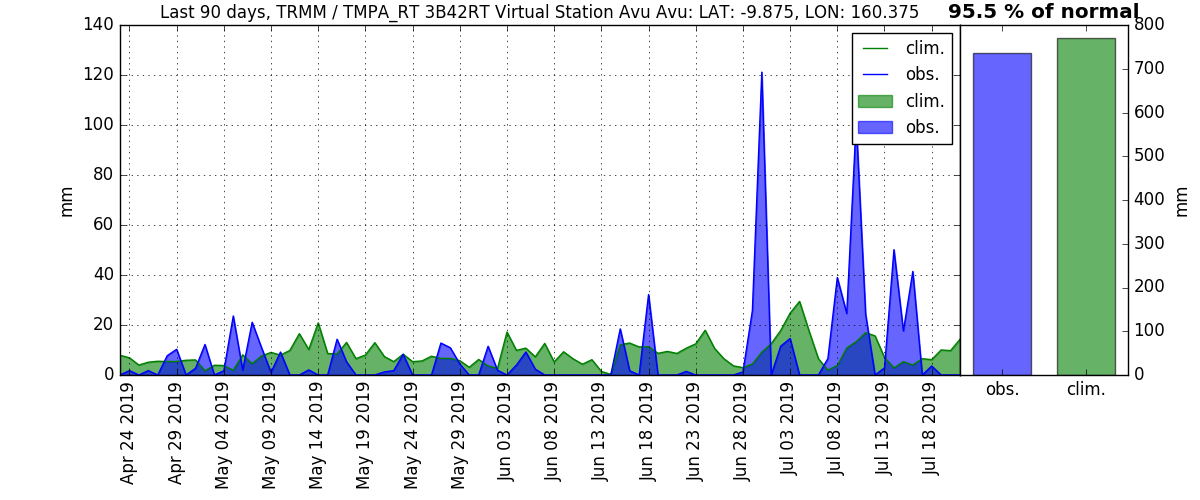 Last 90 days, TRMM / TMPA_RT 3B42RT Virtual Station Avu Avu: LAT: -9.875, LON: 160.375
95.5 % of normal
140
120
100
80
60
40
20
0
mm
clim.
obs.
clim.
obs.
Apr 24 2019
Apr 29 2019
May 04 2019
May 09 2019
May 14 2019
May 19 2019
May 24 2019
May 29 2019
Jun 03 2019
Jun 08 2019
Jun 13 2019
Jun 18 2019
Jun 23 2019
Jun 28 2019
Jul 03 2019
Jul 08 2019
Jul 13 2019
Jul 18 2019
800
700
600
500
400
300
200
100
0
mm
obs.
clim.